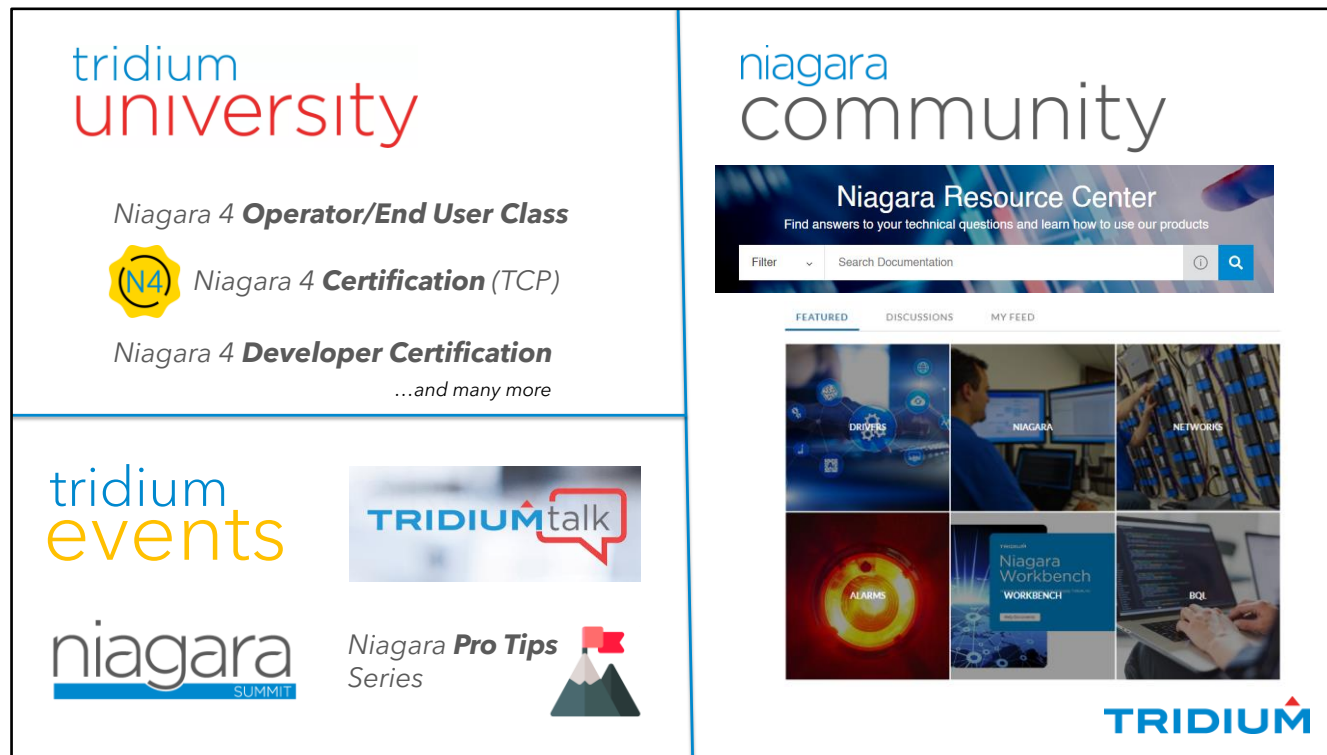 tridium
university
Niagara 4 Operator/End User Class
N4
Niagara 4 Certification (TCP)
Niagara 4 Developer Certification
...and many more
tridium
events
TRIDIUMtalk
niagara
SUMMIT
Niagara Pro Tips
Series
niagara
community
Niagara Resource Center
Find answers to your technical questions and learn how to use our products
Filter
Search Documentation
FEATURED
DISCUSSIONS
MY FEED
DRIVERS
NIAGARA
NETWORKS
ALARMS
TRIDIUM
Niagara
Workbench
WORKBENCH
BQL
TRIDIUM